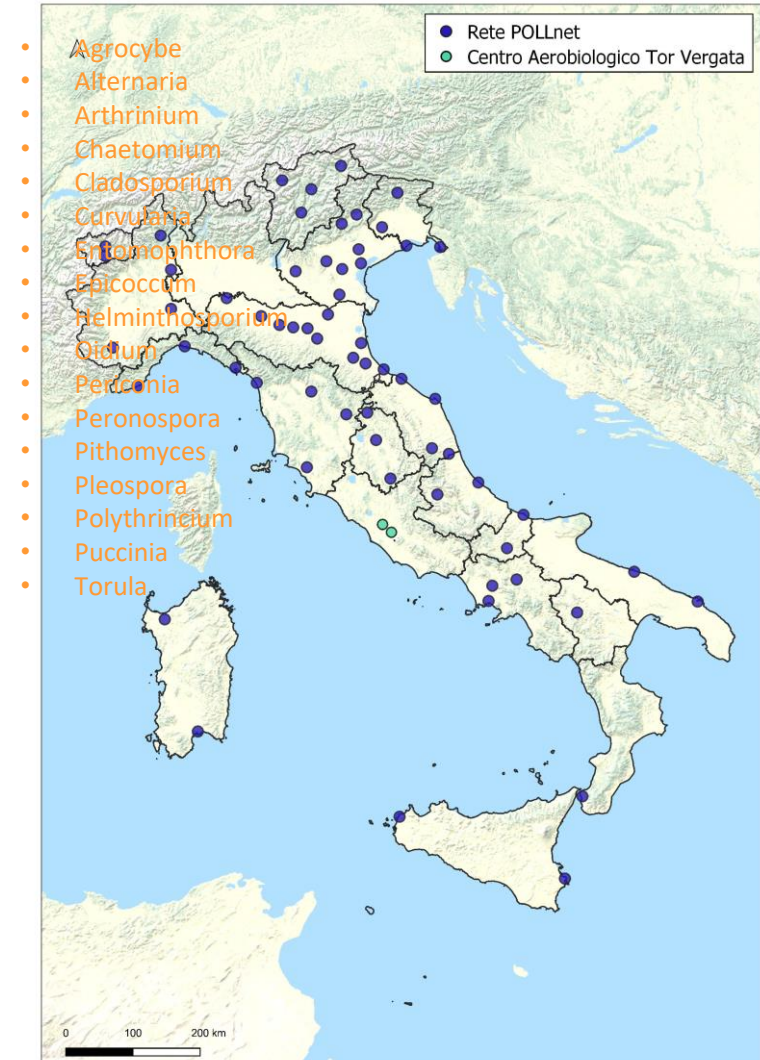 Rete POLLnet
Centro Aerobiologico Tor Vergata
• Agrocybe
• Alternaria
• Arthrinium
• Chaetomium
• Cladosporium
• Curvularia
• Entomophthora
• Epicoccum
• Helminthosporium
• Oidium
• Periconia
• Peronospora
• Pithomyces
• Pleospora
• Polythrincium
• Puccinia
• Torula
0 100 200 km